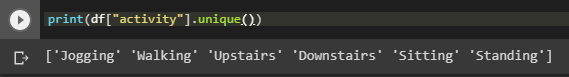 print(df["activity"].unique())
['Jogging' 'Walking' 'Upstairs' 'Downstairs' 'Sitting' 'Standing']